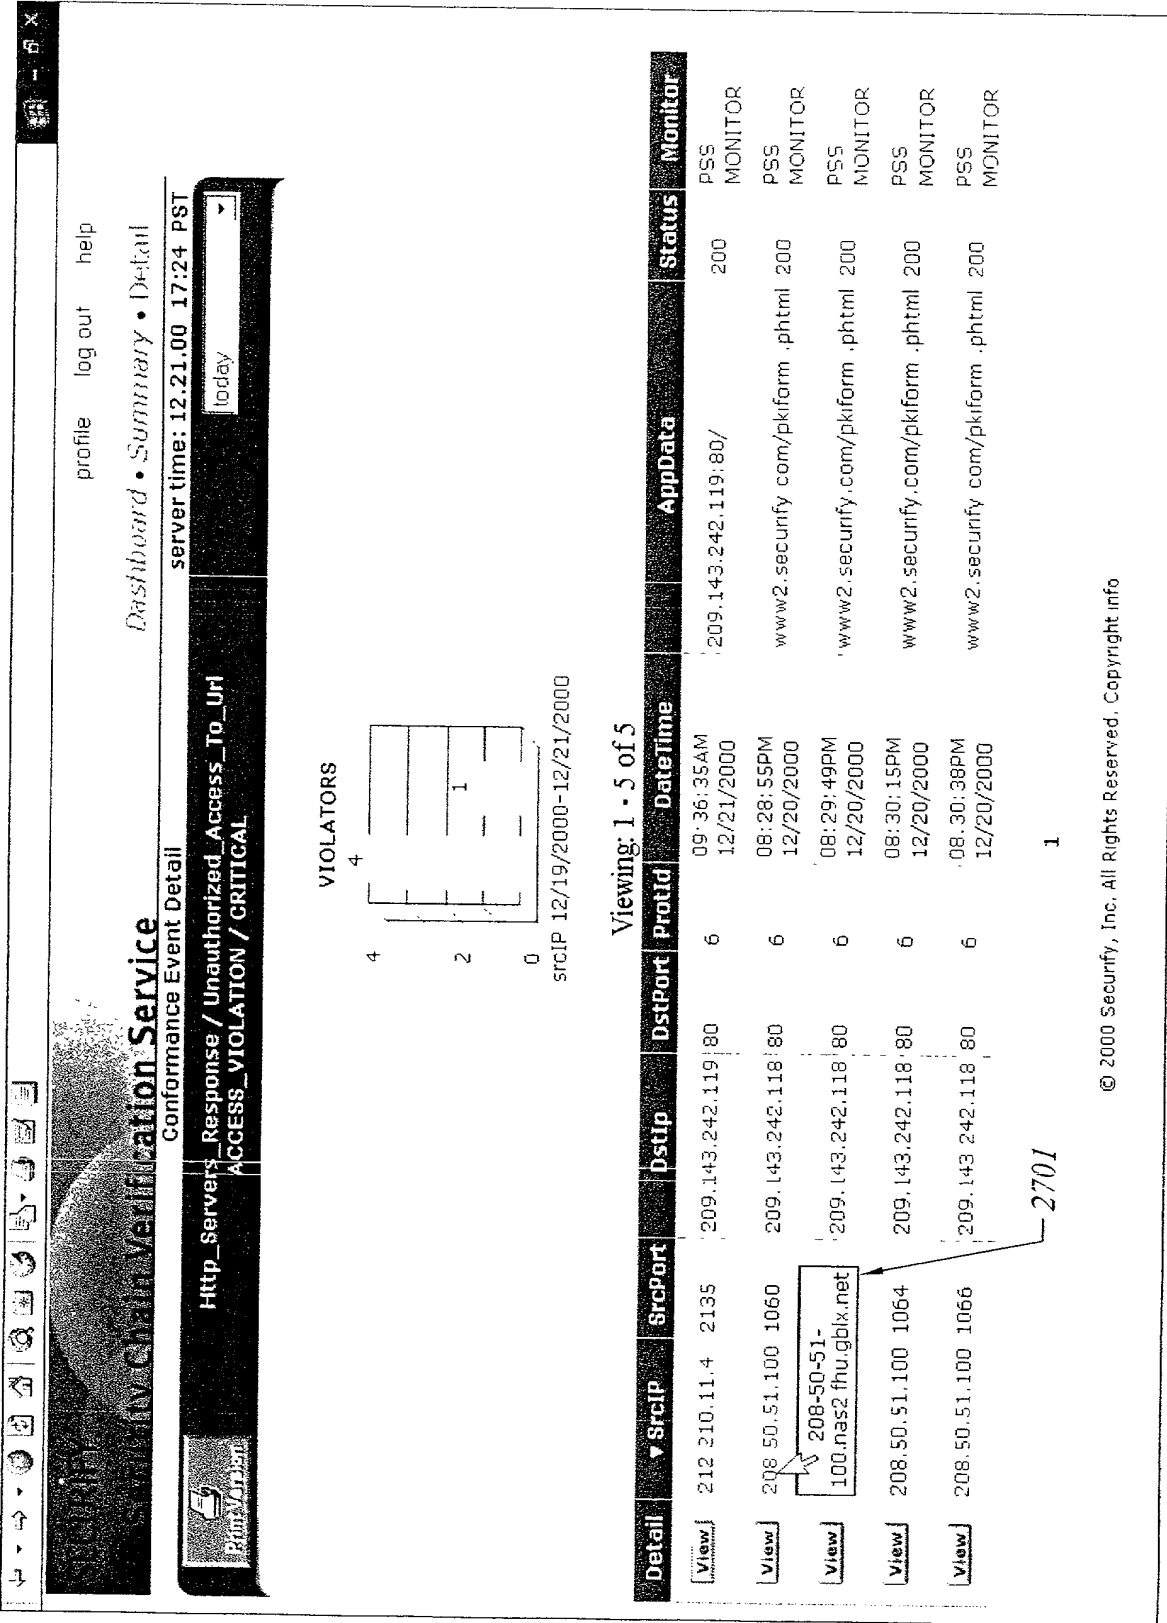 SECURIFY
Security Chain Verification Service
profile log out help
Dashboard • Summary • Detail
Conformance Event Detail
server time: 12.21.00 17:24 PST
Print Version
Http_Servers_Response / Unauthorized_Access_To_Url
ACCESS_VIOLATION / CRITICAL
today
VIOLATORS
4
4
2
1
0
srcIP 12/19/2000-12/21/2000
Viewing: 1 - 5 of 5
Detail ▼SrcIP SrcPort DstIp DstPort ProtId DateTime AppData Status Monitor
View 212 210.11.4 2135 209.143.242.119 80 6 09:36:35AM 12/21/2000 209.143.242.119:80/ 200 PSS MONITOR
View 208 50.51.100 1060 209.143.242.118 80 6 08:28:55PM 12/20/2000 www2.securify com/pkiform .phtml 200 PSS MONITOR
View 208-50-51-100.nas2 fhu.gblx.net 209.143.242.118 80 6 08:29:49PM 12/20/2000 www2.securify.com/pkiform .phtml 200 PSS MONITOR
View 208.50.51.100 1064 209.143.242.118 80 6 08:30:15PM 12/20/2000 www2.securify.com/pkiform .phtml 200 PSS MONITOR
View 208.50.51.100 1066 209.143 242.118 80 6 08.30:38PM 12/20/2000 www2.securify com/pkiform .phtml 200 PSS MONITOR
2701
1
© 2000 Securify, Inc. All Rights Reserved. Copyright info